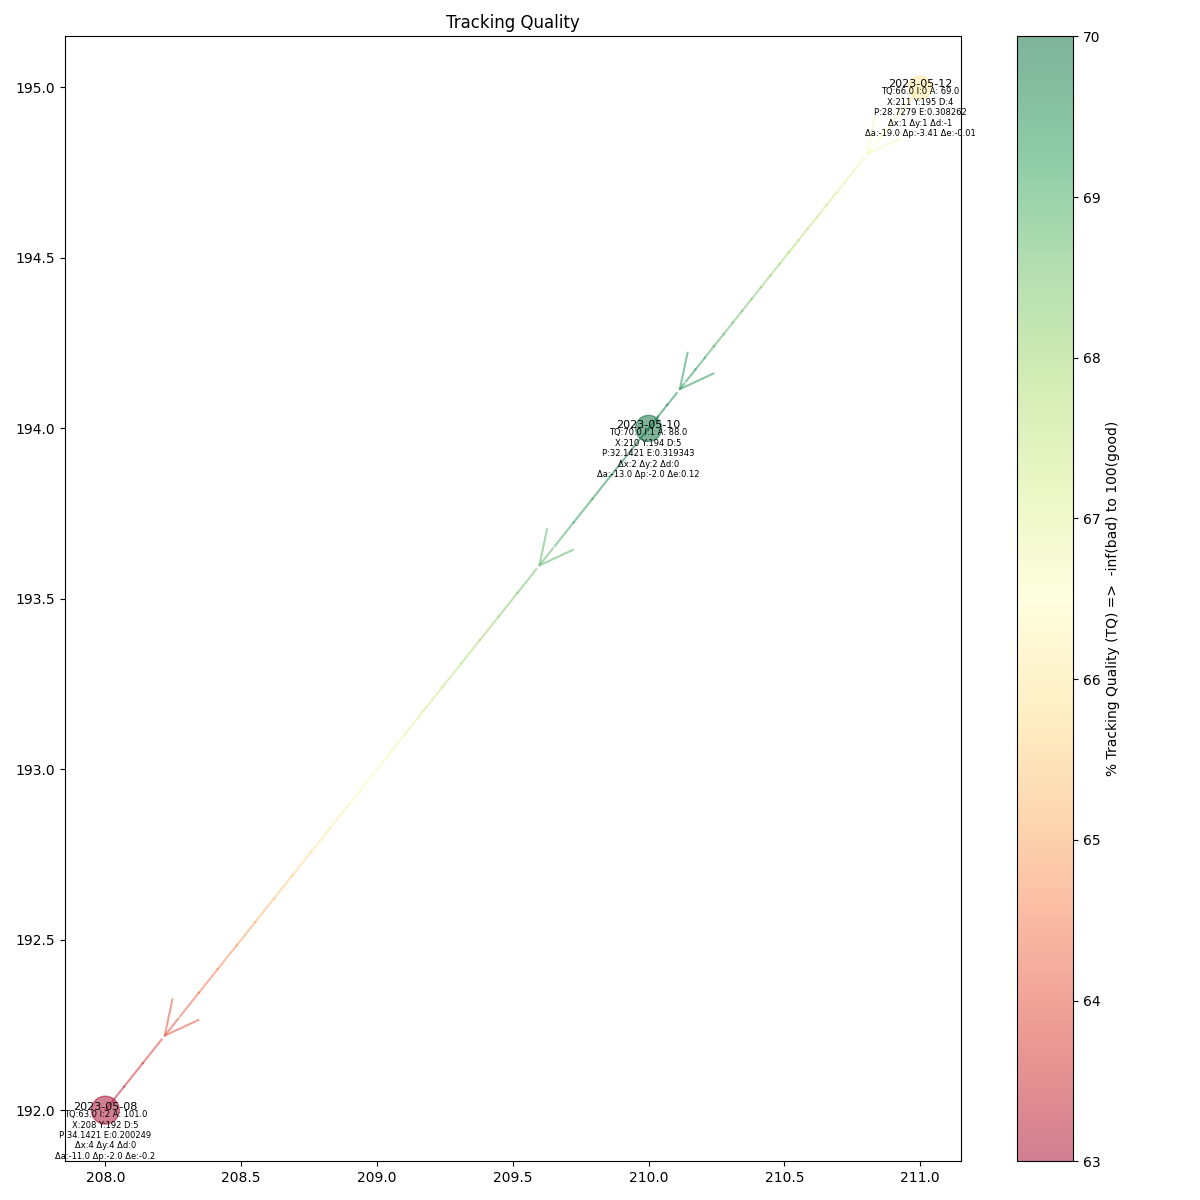 Tracking Quality
195.0
194.5
194.0
193.5
193.0
192.5
192.0
208.0
208.5
209.0
209.5
210.0
210.5
211.0
2023-05-12
TQ:66.0 I:0 A: 69.0
X:211 Y:195 D:4
P:28.7279 E:0.308262
Δx:1 Δy:1 Δd:-1
Δa:-19.0 Δp:-3.41 Δe:-0.01
2023-05-10
TQ:70.0 I:1 A: 88.0
X:210 Y:194 D:5
P:32.1421 E:0.319343
Δx:2 Δy:2 Δd:0
Δa:-13.0 Δp:-2.0 Δe:0.12
2023-05-08
TQ:63.0 I:2 A: 101.0
X:208 Y:192 D:5
P:34.1421 E:0.200249
Δx:4 Δy:4 Δd:0
Δa:-11.0 Δp:-2.0 Δe:-0.2
70
69
68
67
66
65
64
63
% Tracking Quality (TQ) => -inf(bad) to 100(good)